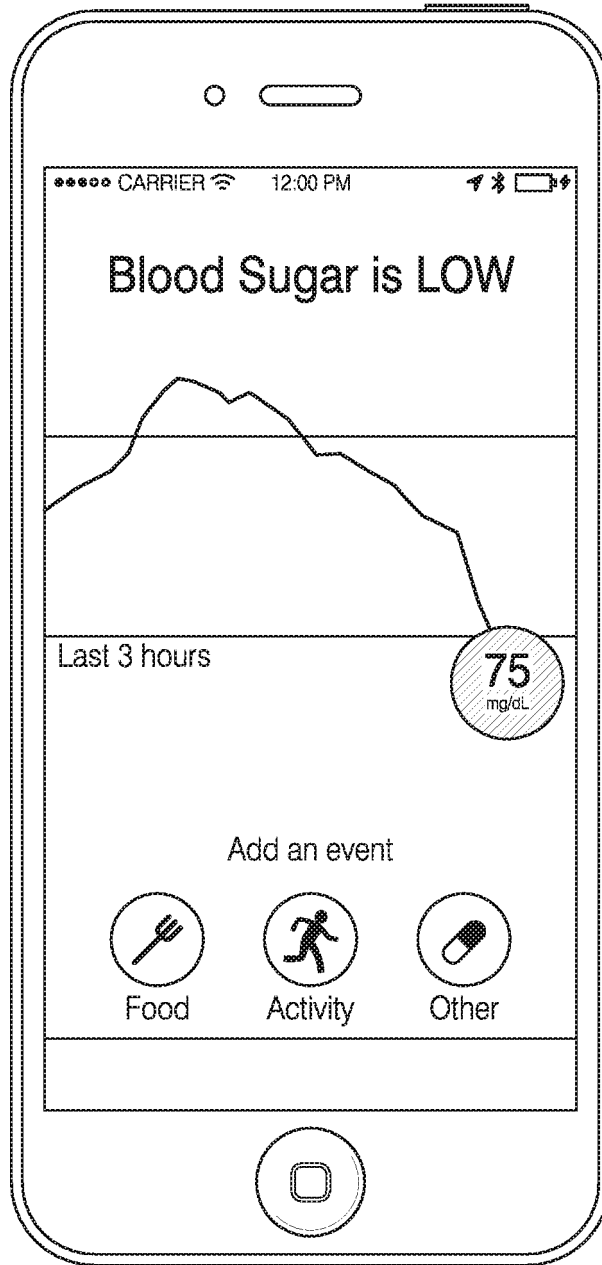 CARRIER 12:00 PM
Blood Sugar is LOW
Last 3 hours
75
mg/dL
Add an event
Food Activity Other